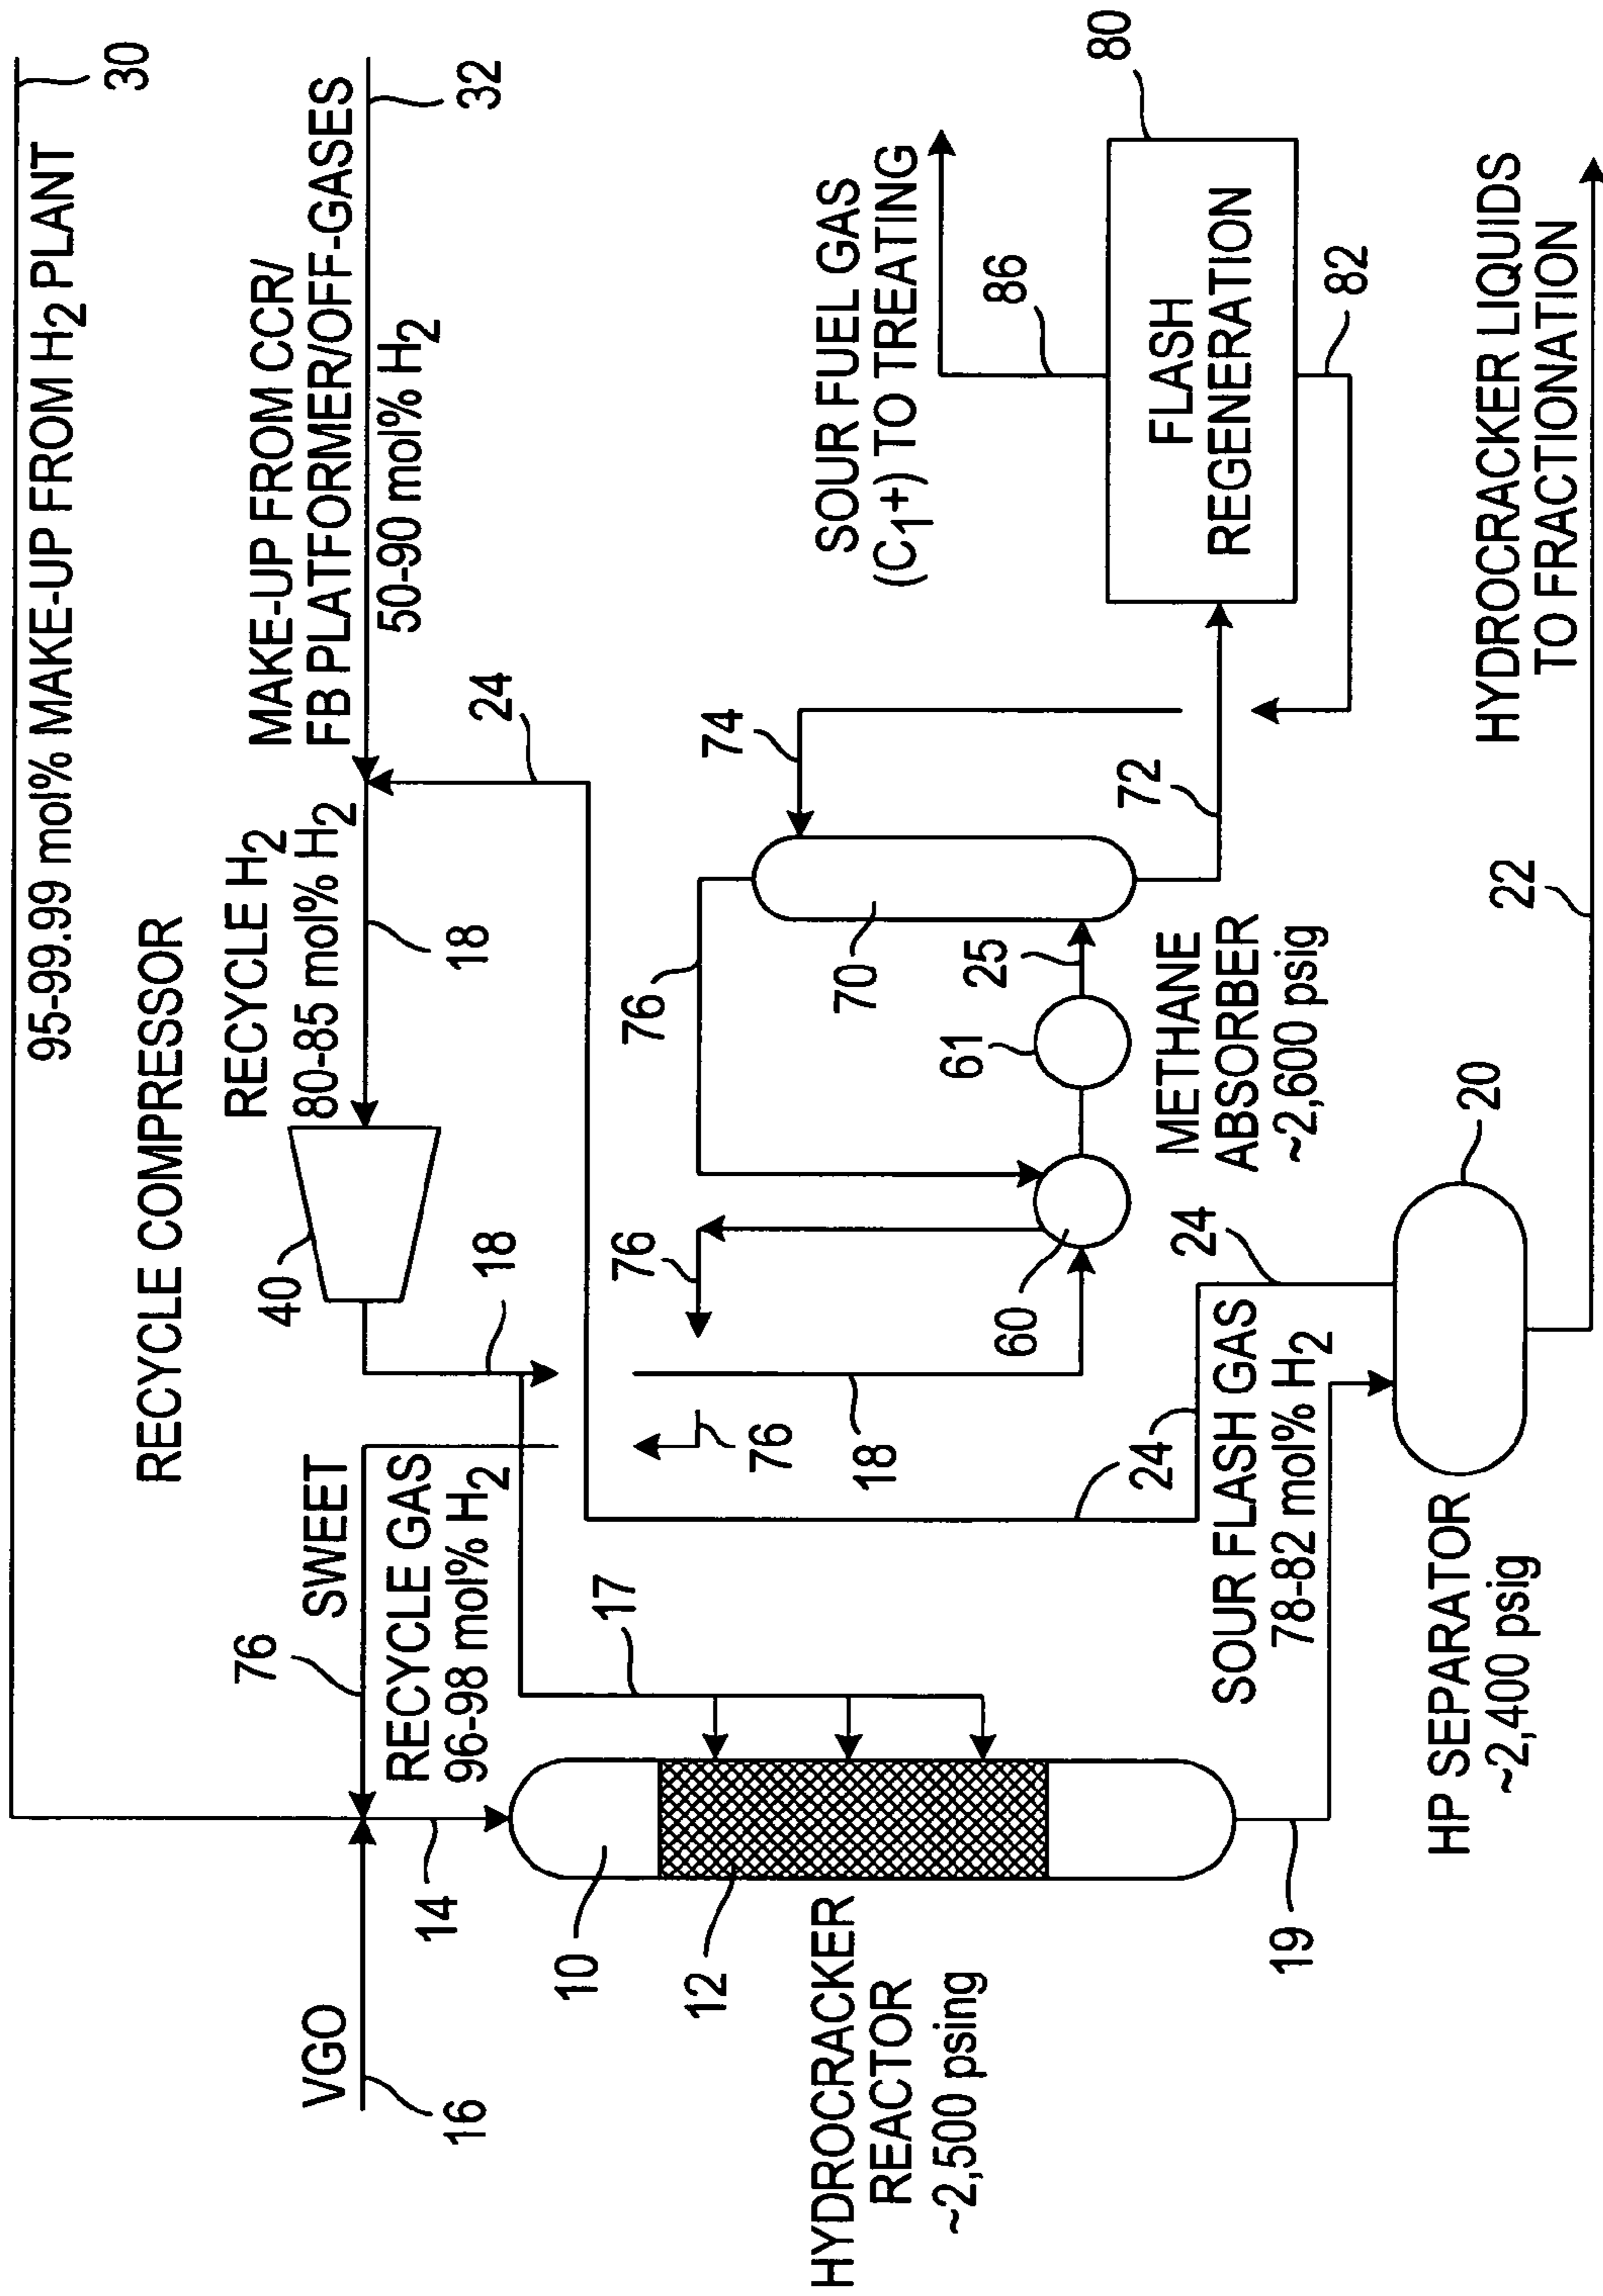 95-99.99 mol% MAKE-UP FROM H2 PLANT
30
RECYCLE COMPRESSOR
MAKE-UP FROM CCR/
FB PLATFORMER/OFF-GASES
50-90 mol% H2
32
RECYCLE H2
80-85 mol% H2
18
24
40
18
SWEET
76
RECYCLE GAS
96-98 mol% H2
VGO
16
14
17
10
12
HYDROCRACKER
REACTOR
~2,500 psing
19
76
76
76
18
60
61
25
70
74
72
METHANE
ABSORBER
~2,600 psig
SOUR FUEL GAS
(C1+) TO TREATING
86
80
FLASH
REGENERATION
82
24
24
SOUR FLASH GAS
78-82 mol% H2
HP SEPARATOR
~2,400 psig
20
22
HYDROCRACKER LIQUIDS
TO FRACTIONATION